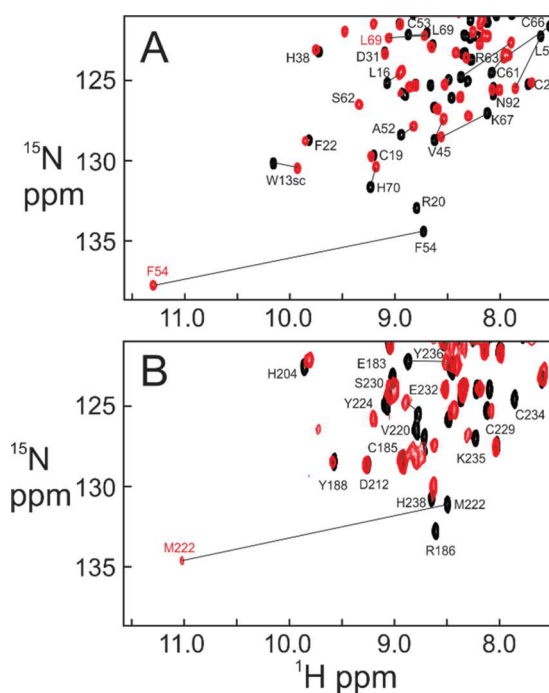 A
C53
C66
L69
L69
L5
H38
D31
R63
125
L16
C61
C2
S62
N92
A52
K67
15N
F22
V45
130
ppm
C19
W13sc
H70
R20
135
F54
F54
11.0 10.0 9.0 8.0
B
Y236
E183
H204
S230
E232
125
Y224
C234
15N
V220
C229
C185
ppm
K235
Y188
D212
130
H238
M222
M222
R186
135
11.0 10.0 9.0 8.0
1H ppm